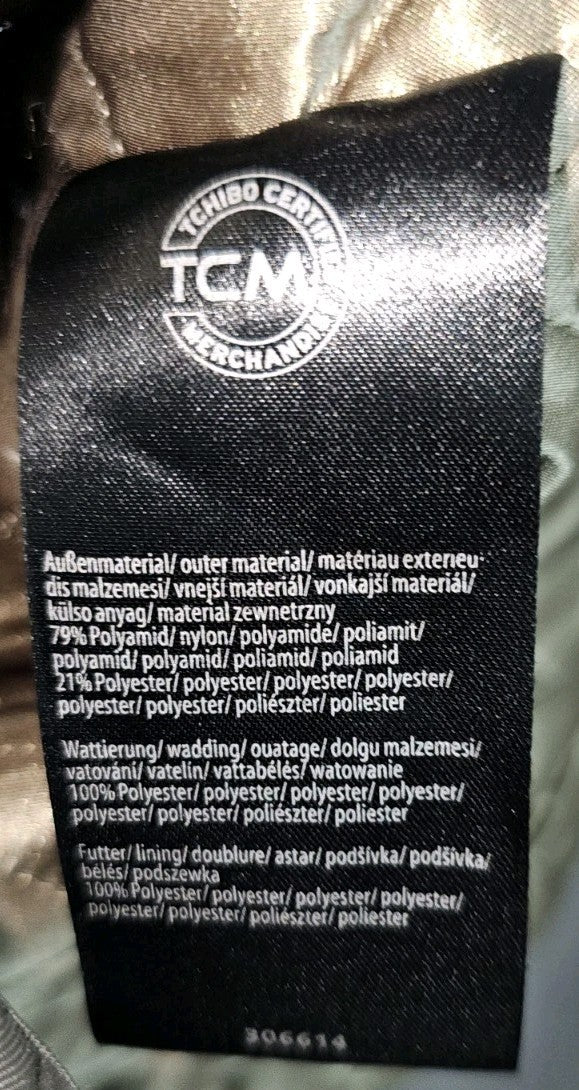 TCHIBO CERTIFI
TCM
MERCHANDI
Außenmaterial/ outer material/ matériau exterieu
dis malzemesi/ vnejší materiál/ vonkajší materiál/
külso anyag/ material zewnetrzny
79% Polyamid/ nylon/ polyamide/ poliamit/
polyamid/ polyamid/ poliamid/ poliamid
21% Polyester/ polyester/ polyester/ polyester/
polyester/ polyester/ poliészter/ poliester
Wattierung/ wadding/ ouatage/ dolgu malzemesi/
vatování/ vatelín/ vattabélés/ watowanie
100% Polyester/ polyester/ polyester/ polyester/
polyester/ polyester/ poliészter/ poliester
Futter/ lining/ doublure/ astar/ podšívka/ podšívka/
bélés/ podszewka
100% Polyester/ polyester/ polyester/ polyester/
polyester/ polyester/ poliészter/ poliester
306614